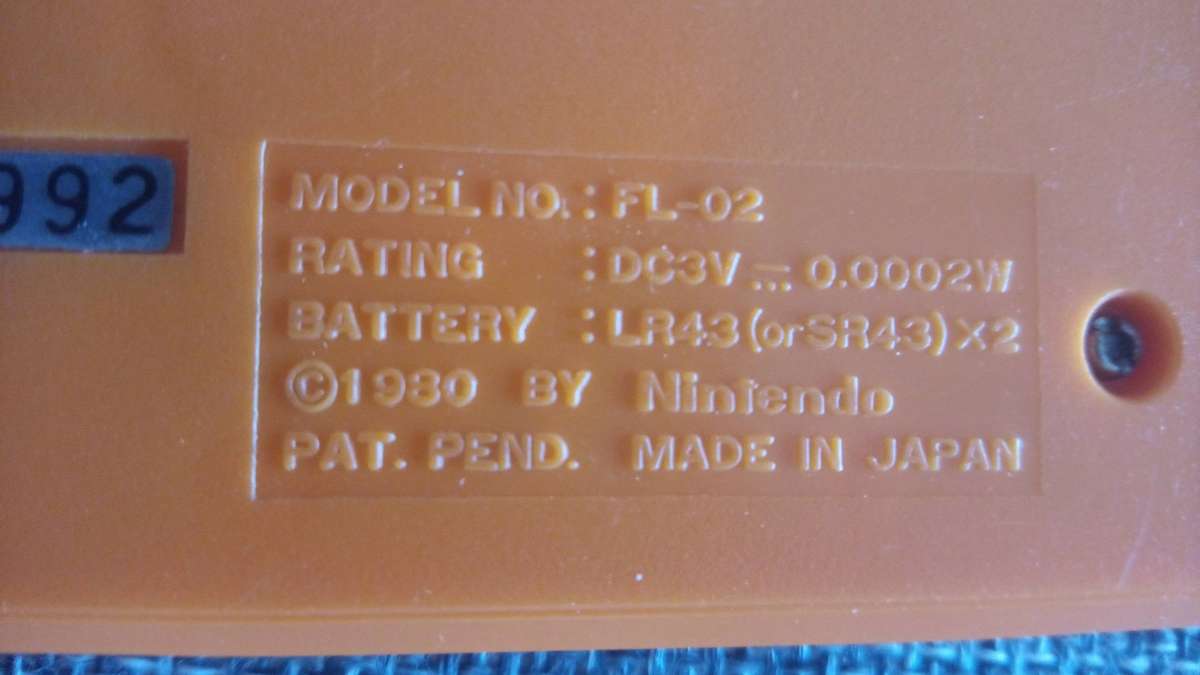 992
MODEL NO. : FL-02
RATING : DC3V ⎓ 0.0002W
BATTERY : LR43 (or SR43) X2
©1980 BY Nintendo
PAT. PEND. MADE IN JAPAN